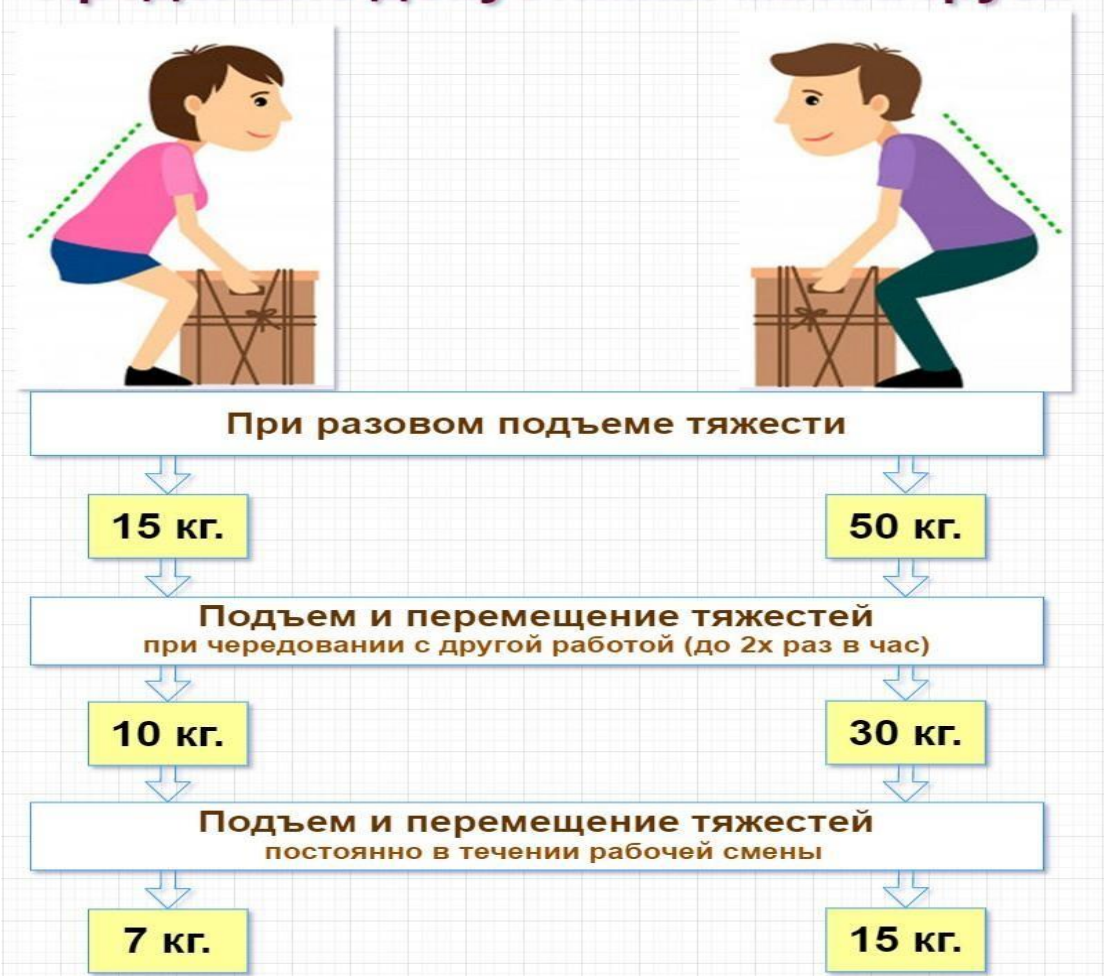 При разовом подъеме тяжести
15 кг.
50 кг.
Подъем и перемещение тяжестей
при чередовании с другой работой (до 2х раз в час)
10 кг.
30 кг.
Подъем и перемещение тяжестей
постоянно в течении рабочей смены
7 кг.
15 кг.